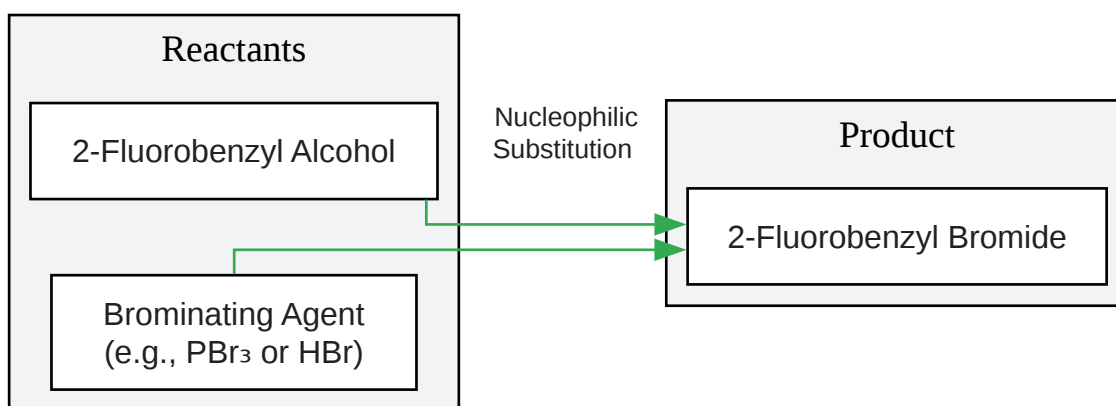 Reactants
2-Fluorobenzyl Alcohol
Brominating Agent
(e.g., PBr₃ or HBr)
Nucleophilic
Substitution
Product
2-Fluorobenzyl Bromide